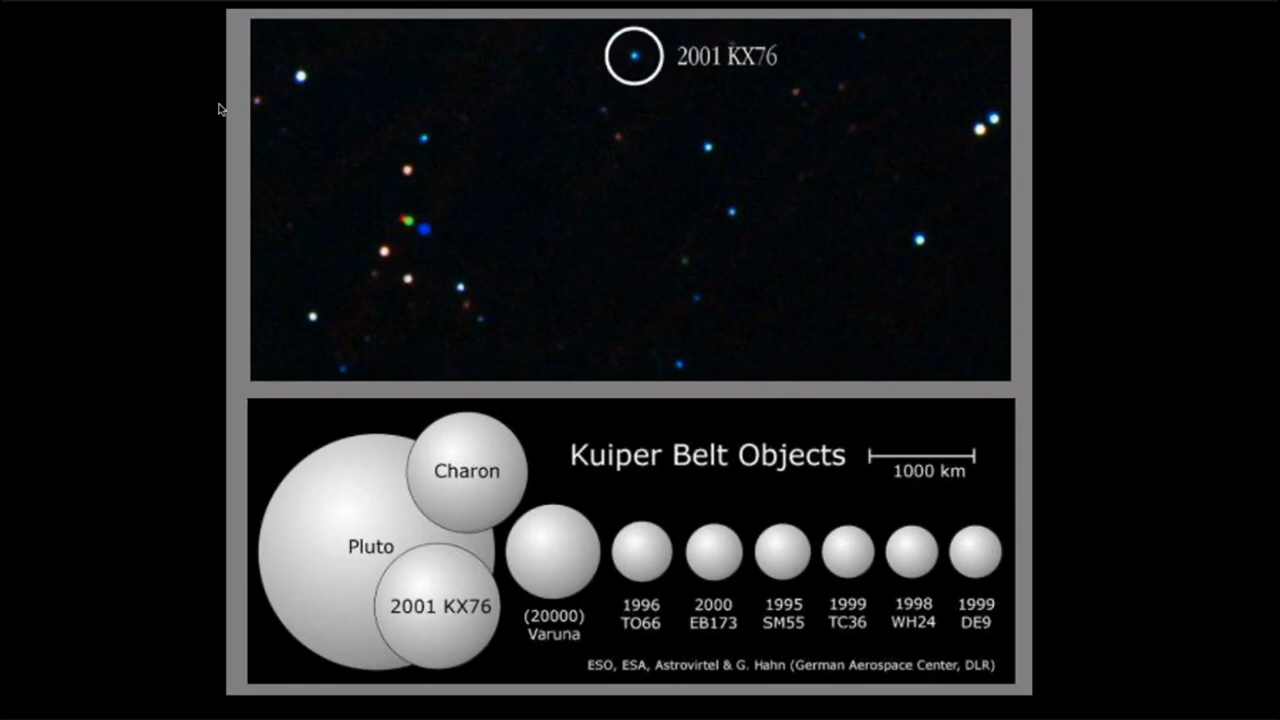 2001 KX76
Kuiper Belt Objects
1000 km
Charon
Pluto
2001 KX76
(20000)
Varuna
1996
TO66
2000
EB173
1995
SM55
1999
TC36
1998
WH24
1999
DE9
ESO, ESA, Astrovirtel & G. Hahn (German Aerospace Center, DLR)